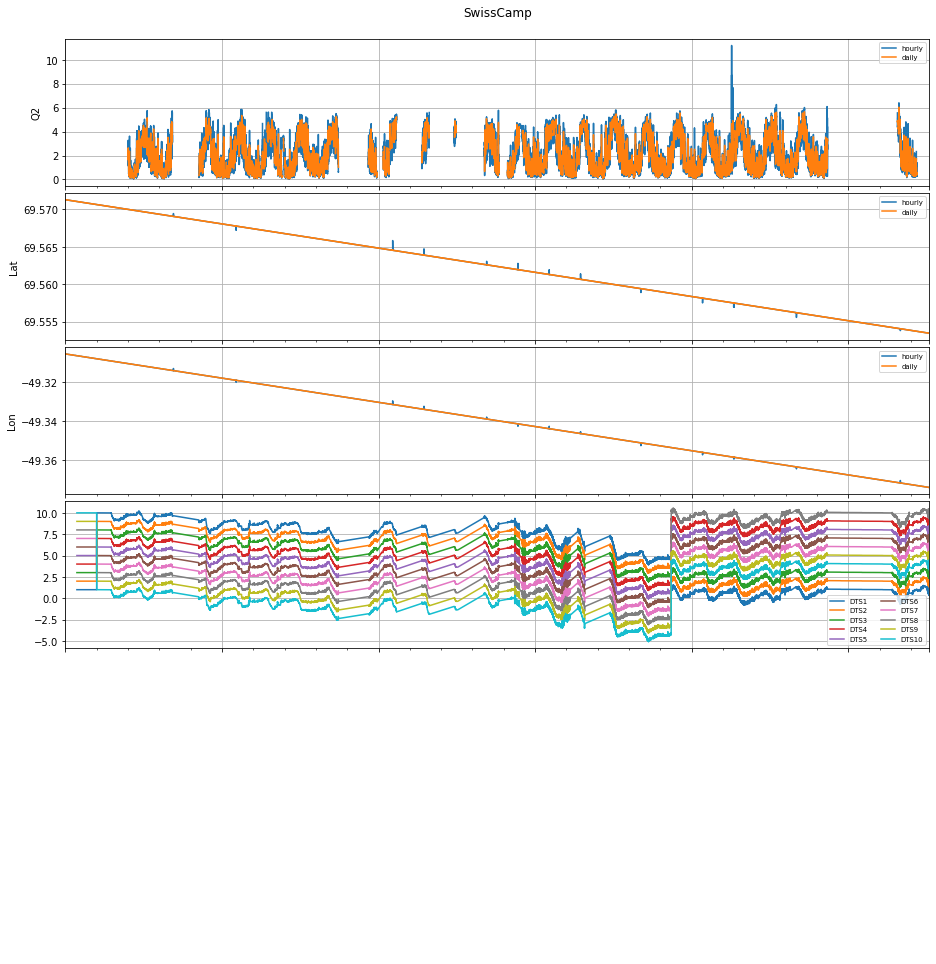 SwissCamp
10
8
6
4
2
0
Q2
hourly
daily
69.570
69.565
69.560
69.555
Lat
hourly
daily
−49.32
−49.34
−49.36
Lon
hourly
daily
10.0
7.5
5.0
2.5
0.0
−2.5
−5.0
DTS1 DTS6
DTS2 DTS7
DTS3 DTS8
DTS4 DTS9
DTS5 DTS10